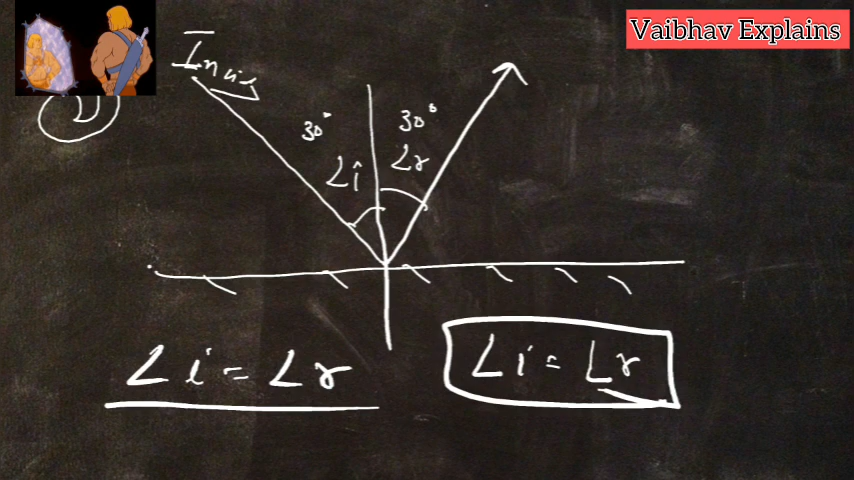 Vaibhav Explains
30°
30°
∠i
∠r
∠i = ∠r
∠i = ∠r